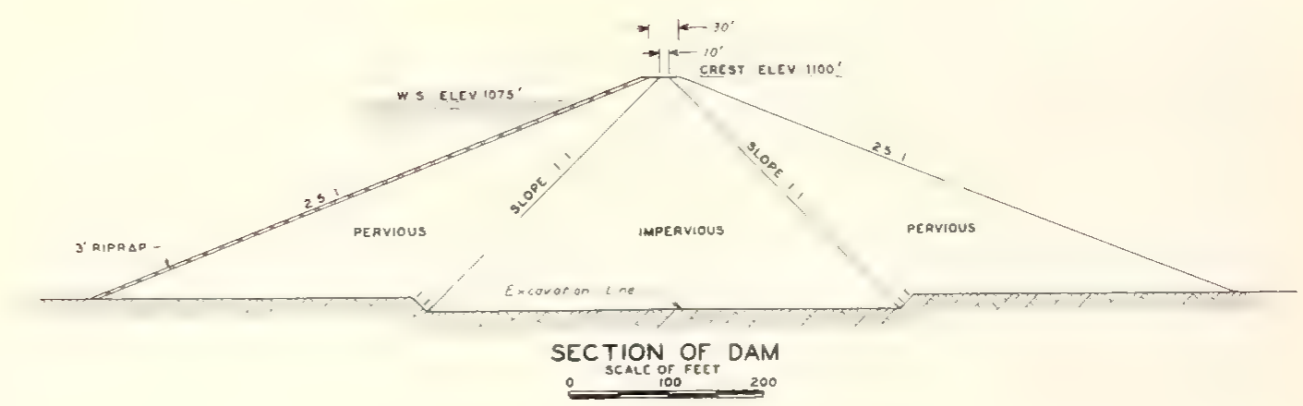 30'
10'
CREST ELEV 1100'
W S ELEV 1075'
2 5 1
SLOPE 1 1
SLOPE 1 1
2 5 1
PERVIOUS
IMPERVIOUS
PERVIOUS
3' RIPRAP
Excavation Line
SECTION OF DAM
SCALE OF FEET
0 100 200